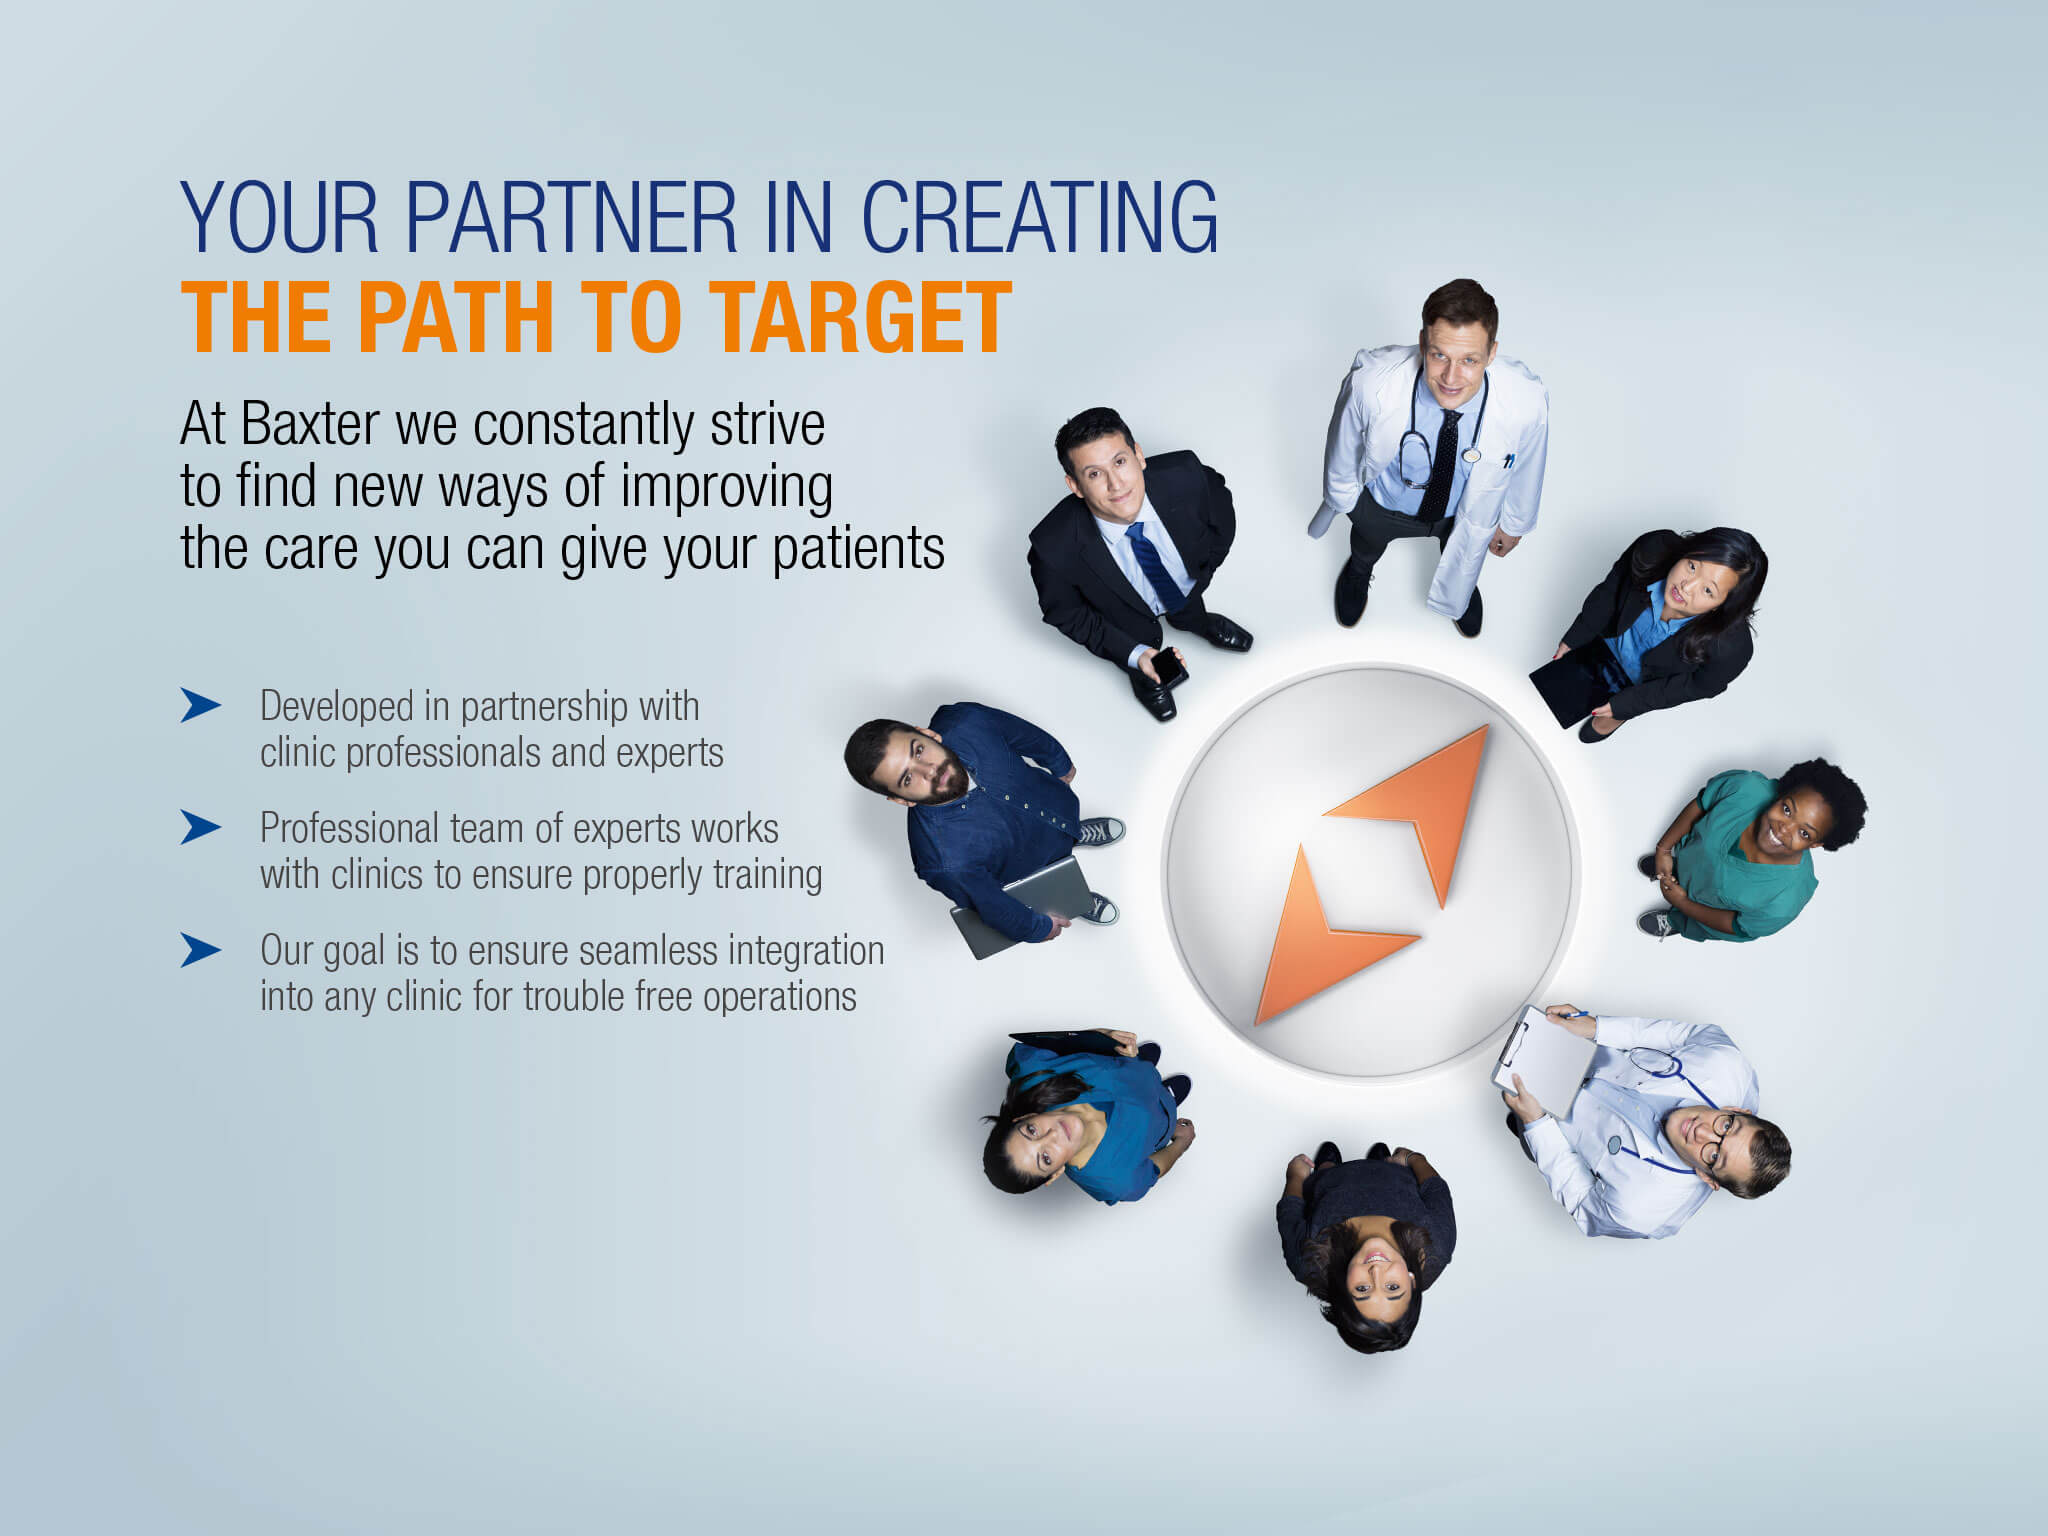 YOUR PARTNER IN CREATING
THE PATH TO TARGET
At Baxter we constantly strive
to find new ways of improving
the care you can give your patients
Developed in partnership with
clinic professionals and experts
Professional team of experts works
with clinics to ensure properly training
Our goal is to ensure seamless integration
into any clinic for trouble free operations